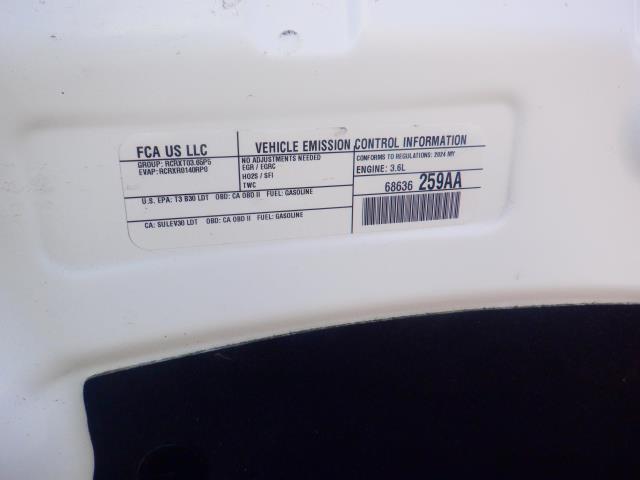 FCA US LLC
GROUP: RCRXT03.65P5
EVAP: RCRXR0140RP0
VEHICLE EMISSION CONTROL INFORMATION
NO ADJUSTMENTS NEEDED
EGR / EGRC
HO2S / SFI
TWC
CONFORMS TO REGULATIONS: 2024 MY
ENGINE: 3.6L
68636 259AA
U.S. EPA: T3 B30 LDT OBD: CA OBD II FUEL: GASOLINE
CA: SULEV30 LDT OBD: CA OBD II FUEL: GASOLINE